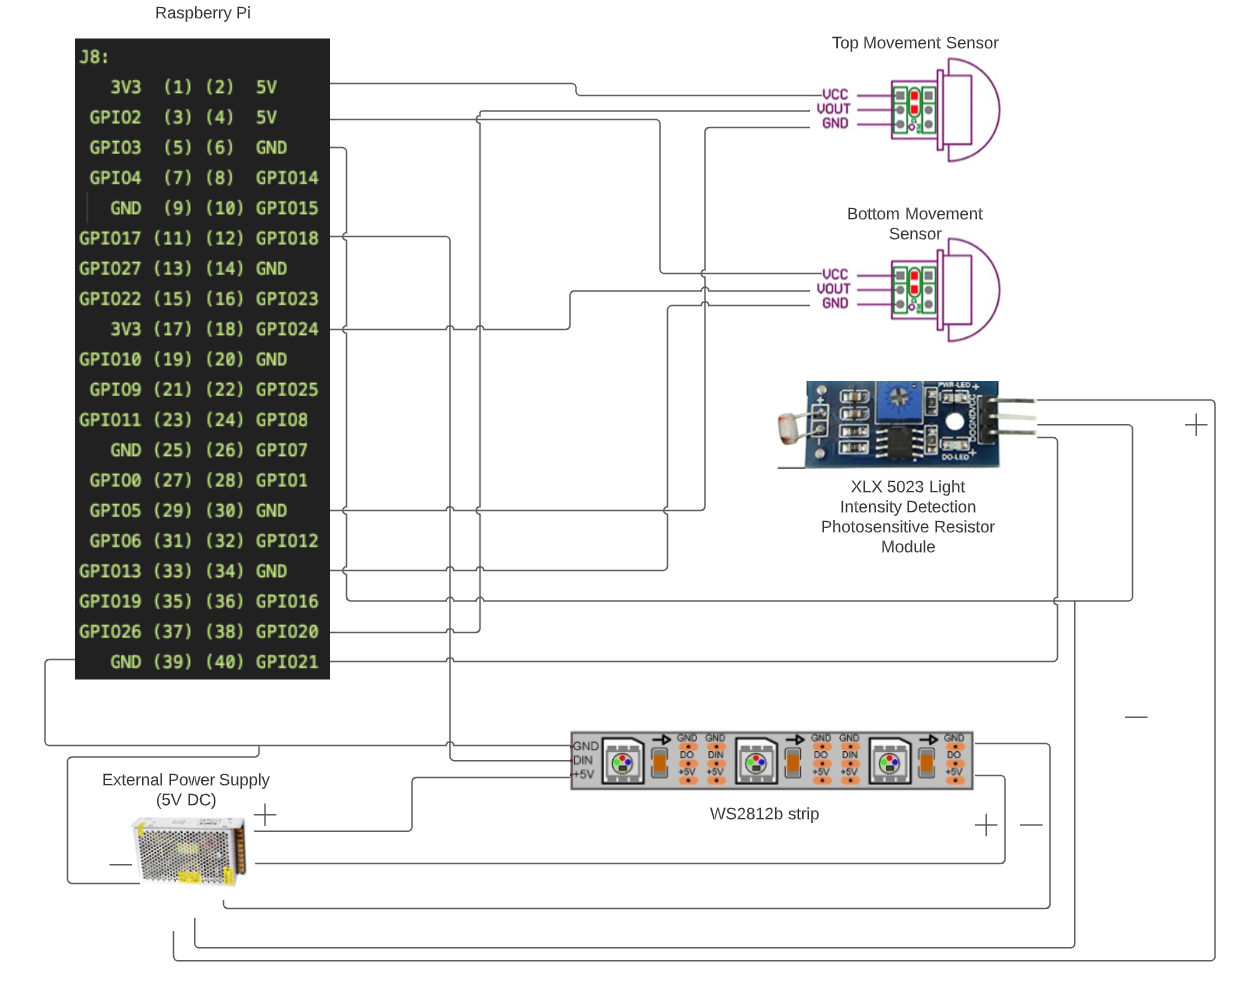 Raspberry Pi
J8:
3V3 (1) (2) 5V
GPIO2 (3) (4) 5V
GPIO3 (5) (6) GND
GPIO4 (7) (8) GPIO14
GND (9) (10) GPIO15
GPIO17 (11) (12) GPIO18
GPIO27 (13) (14) GND
GPIO22 (15) (16) GPIO23
3V3 (17) (18) GPIO24
GPIO10 (19) (20) GND
GPIO9 (21) (22) GPIO25
GPIO11 (23) (24) GPIO8
GND (25) (26) GPIO7
GPIO0 (27) (28) GPIO1
GPIO5 (29) (30) GND
GPIO6 (31) (32) GPIO12
GPIO13 (33) (34) GND
GPIO19 (35) (36) GPIO16
GPIO26 (37) (38) GPIO20
GND (39) (40) GPIO21
Top Movement Sensor
VCC
VOUT
GND
Bottom Movement
Sensor
VCC
VOUT
GND
PWR-LED +
DO GND VCC
DO-LED +
XLX 5023 Light
Intensity Detection
Photosensitive Resistor
Module
+
−
External Power Supply
(5V DC)
+
−
GND GND GND GND GND GND
DIN DO DIN DO DIN DO
+5V +5V +5V +5V +5V +5V
WS2812b strip
+ −